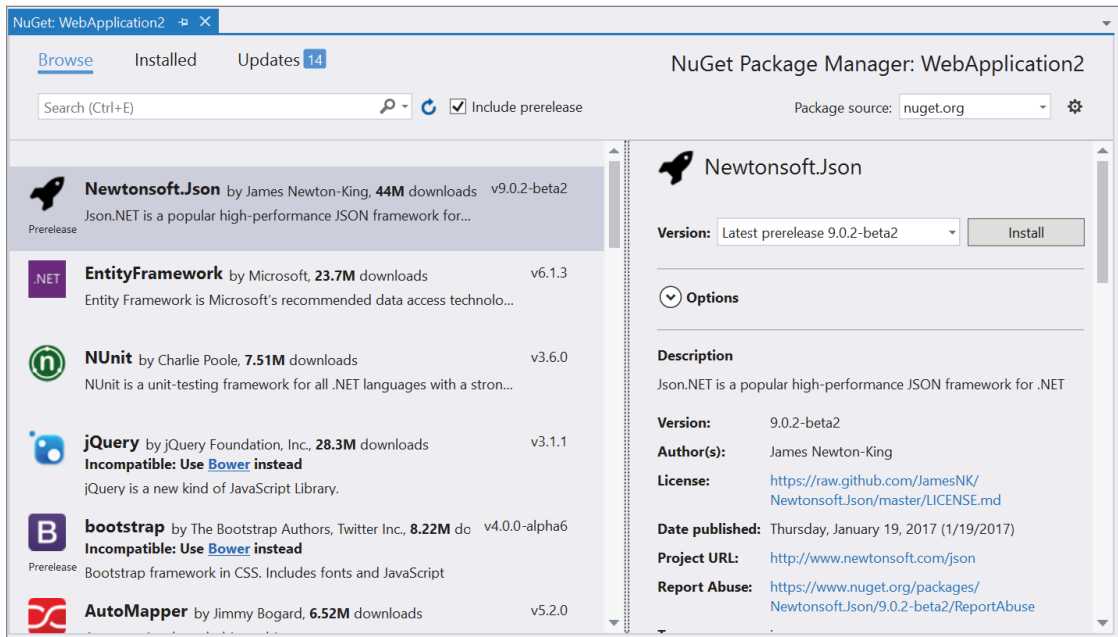 NuGet: WebApplication2
Browse Installed Updates 14
NuGet Package Manager: WebApplication2
Search (Ctrl+E)
Include prerelease
Package source: nuget.org
Newtonsoft.Json by James Newton-King, 44M downloads v9.0.2-beta2
Json.NET is a popular high-performance JSON framework for...
Prerelease
.NET
EntityFramework by Microsoft, 23.7M downloads v6.1.3
Entity Framework is Microsoft's recommended data access technolo...
n
NUnit by Charlie Poole, 7.51M downloads v3.6.0
NUnit is a unit-testing framework for all .NET languages with a stron...
jQuery by jQuery Foundation, Inc., 28.3M downloads v3.1.1
Incompatible: Use Bower instead
jQuery is a new kind of JavaScript Library.
B
bootstrap by The Bootstrap Authors, Twitter Inc., 8.22M do v4.0.0-alpha6
Incompatible: Use Bower instead
Prerelease
Bootstrap framework in CSS. Includes fonts and JavaScript
AutoMapper by Jimmy Bogard, 6.52M downloads v5.2.0
Newtonsoft.Json
Version: Latest prerelease 9.0.2-beta2 Install
Options
Description
Json.NET is a popular high-performance JSON framework for .NET
Version: 9.0.2-beta2
Author(s): James Newton-King
License: https://raw.github.com/JamesNK/
Newtonsoft.Json/master/LICENSE.md
Date published: Thursday, January 19, 2017 (1/19/2017)
Project URL: http://www.newtonsoft.com/json
Report Abuse: https://www.nuget.org/packages/
Newtonsoft.Json/9.0.2-beta2/ReportAbuse